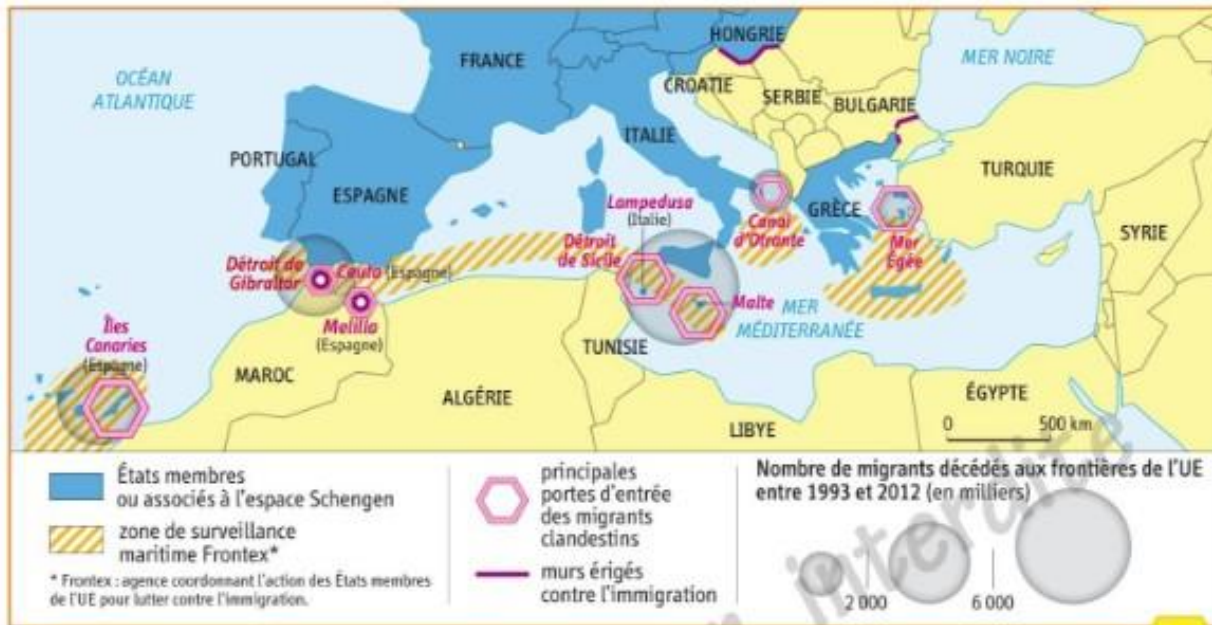 HONGRIE
MER NOIRE
FRANCE
OCÉAN
ATLANTIQUE
CROATIE
SERBIE
BULGARIE
ITALIE
PORTUGAL
ESPAGNE
TURQUIE
Lampedusa
(Italie)
Canal
d'Otrante
GRÈCE
Mer
Égée
SYRIE
Détroit de
Gibraltar
Ceuta (Espagne)
Détroit
de Sicile
Melilla
(Espagne)
Malte
MER
MÉDITERRANÉE
Îles
Canaries
(Espagne)
TUNISIE
MAROC
ALGÉRIE
LIBYE
ÉGYPTE
0 500 km
États membres
ou associés à l'espace Schengen
zone de surveillance
maritime Frontex*
* Frontex : agence coordonnant l'action des États membres
de l'UE pour lutter contre l'immigration.
principales
portes d'entrée
des migrants
clandestins
murs érigés
contre l'immigration
Nombre de migrants décédés aux frontières de l'UE
entre 1993 et 2012 (en milliers)
2 000 6 000
interdite